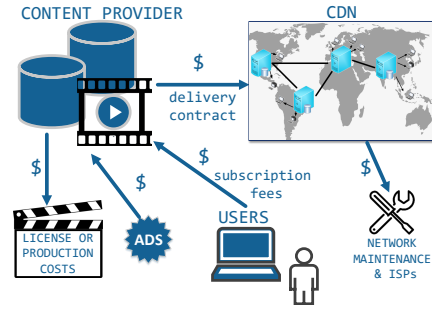 CONTENT PROVIDER
CDN
$
delivery
contract
$
$
$
subscription
fees
$
LICENSE OR
PRODUCTION
COSTS
ADS
USERS
NETWORK
MAINTENANCE
& ISPs